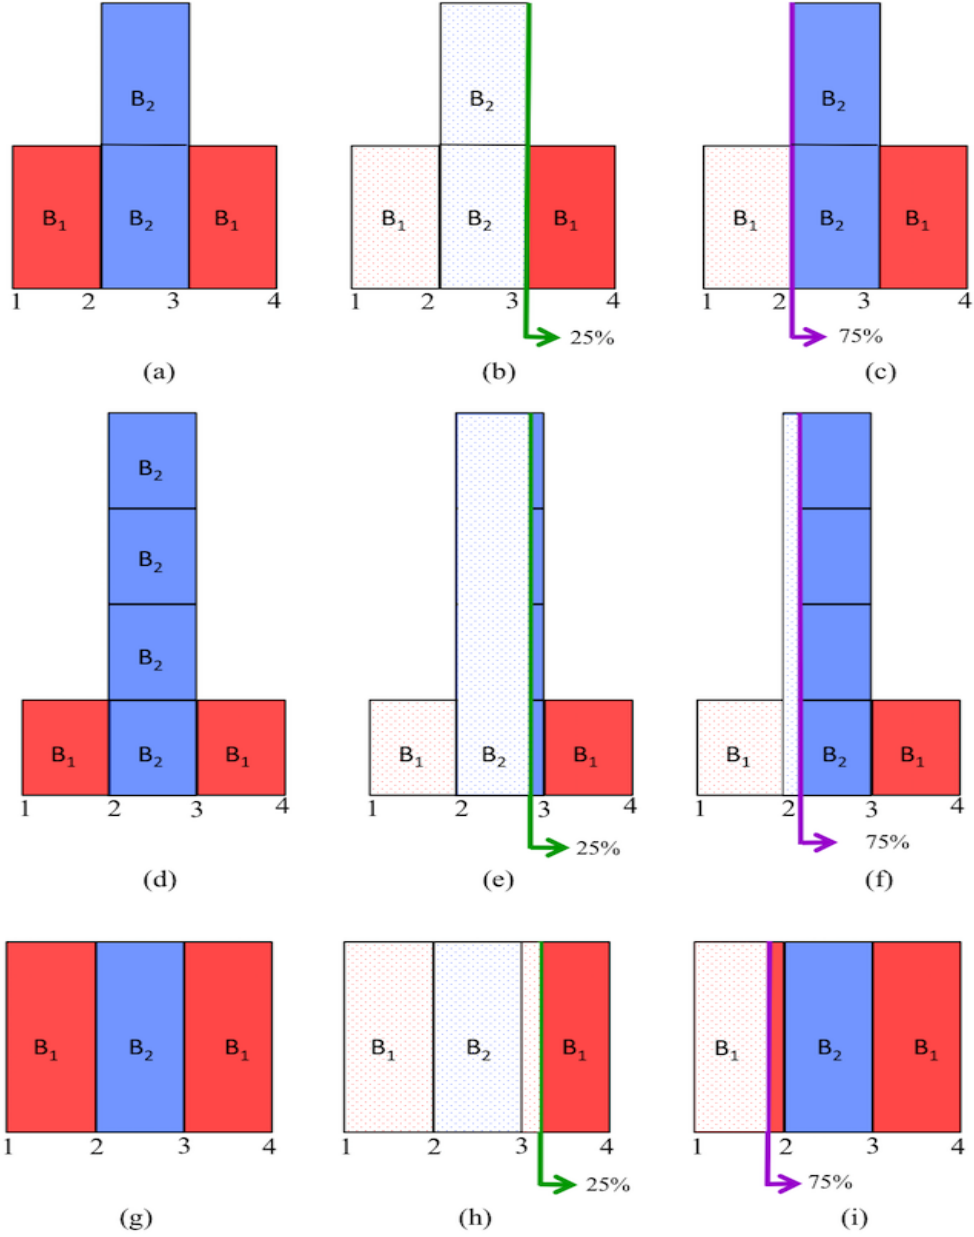 B₂ B₂ B₂
B₁ B₂ B₁ B₁ B₂ B₁ B₁ B₂ B₁
1 2 3 4 1 2 3 4 1 2 3 4
25% 75%
(a) (b) (c)
B₂
B₂
B₂
B₁ B₂ B₁ B₁ B₂ B₁ B₁ B₂ B₁
1 2 3 4 1 2 3 4 1 2 3 4
25% 75%
(d) (e) (f)
B₁ B₂ B₁ B₁ B₂ B₁ B₁ B₂ B₁
1 2 3 4 1 2 3 4 1 2 3 4
25% 75%
(g) (h) (i)